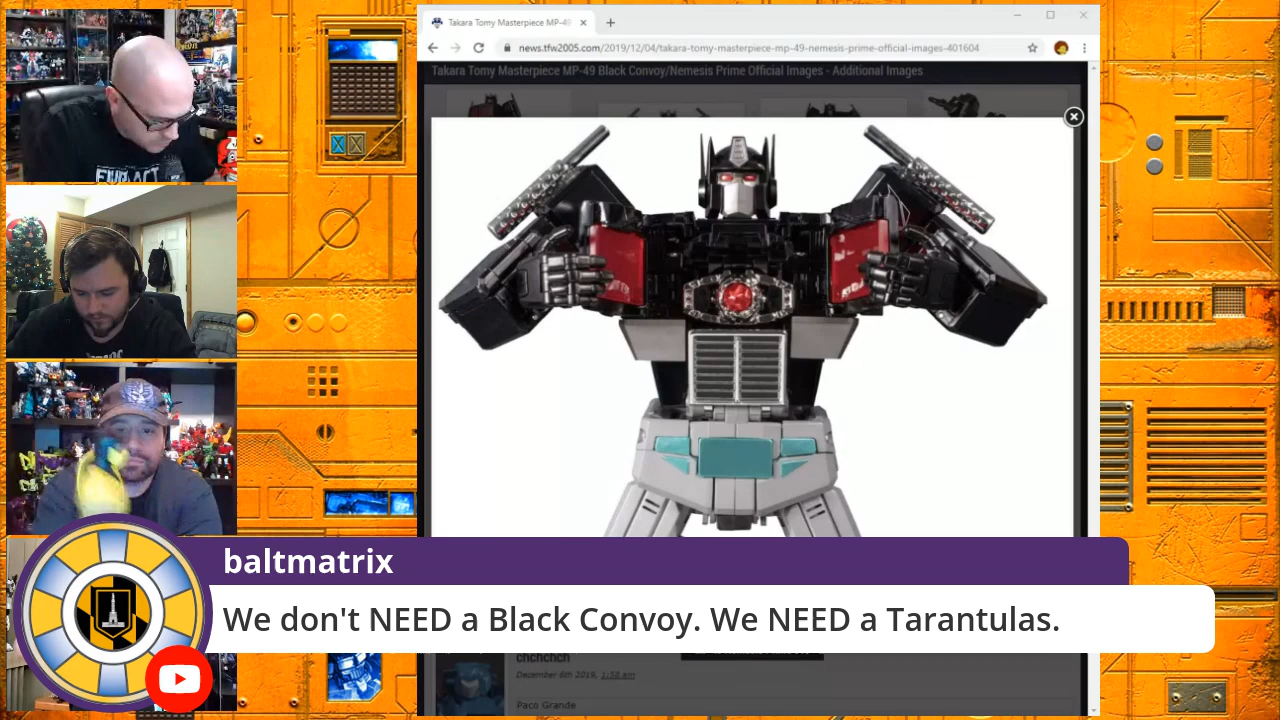 Takara Tomy Masterpiece MP-49
news.tfw2005.com/2019/12/04/takara-tomy-masterpiece-mp-49-nemesis-prime-official-images-401604
Takara Tomy Masterpiece MP-49 Black Convoy/Nemesis Prime Official Images - Additional Images
baltmatrix
We don't NEED a Black Convoy. We NEED a Tarantulas.
chchchch
December 6th 2019, 1:58 am
Paco Grande